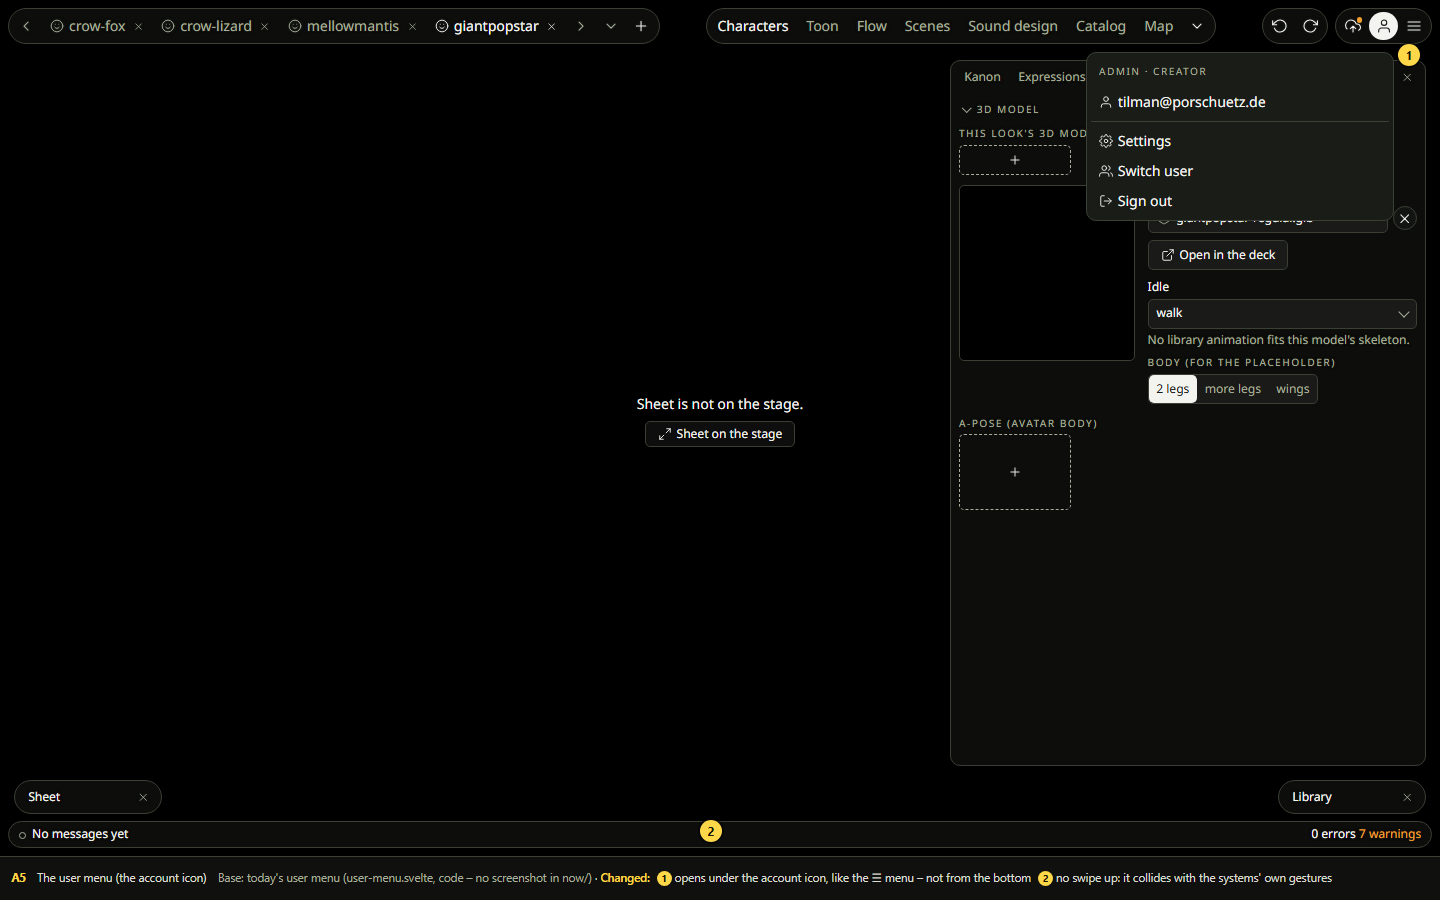 crow-fox crow-lizard mellowmantis giantpopstar
Characters Toon Flow Scenes Sound design Catalog Map
1
Kanon Expressions
ADMIN · CREATOR
tilman@porschuetz.de
Settings
Switch user
Sign out
3D MODEL
THIS LOOK'S 3D MOD
Open in the deck
Idle
walk
No library animation fits this model's skeleton.
BODY (FOR THE PLACEHOLDER)
2 legs more legs wings
A-POSE (AVATAR BODY)
Sheet is not on the stage.
Sheet on the stage
Sheet
Library
No messages yet
2
0 errors 7 warnings
A5 The user menu (the account icon) Base: today's user menu (user-menu.svelte, code – no screenshot in now/) · Changed: 1 opens under the account icon, like the ☰ menu – not from the bottom 2 no swipe up: it collides with the systems' own gestures